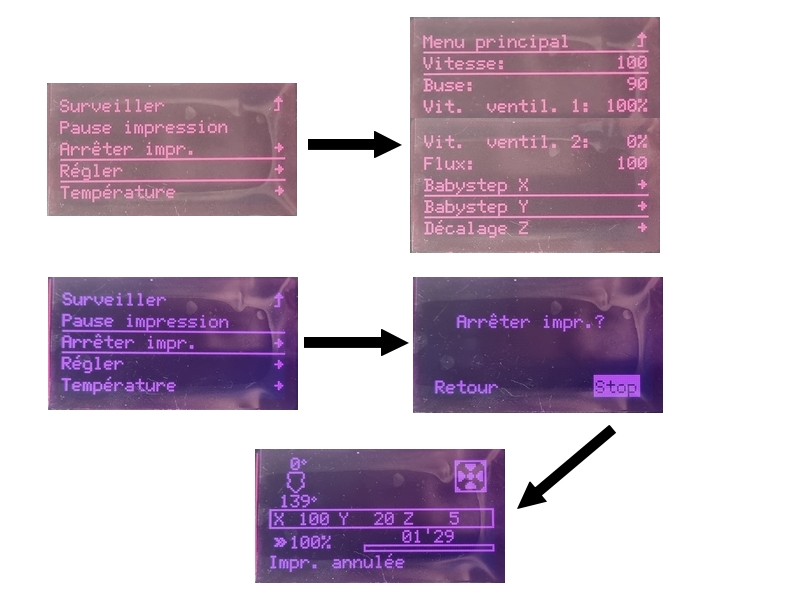 Surveiller
Pause impression
Arrêter impr.
Régler
Température
Menu principal
Vitesse: 100
Buse: 90
Vit. ventil. 1: 100%
Vit. ventil. 2: 0%
Flux: 100
Babystep X
Babystep Y
Décalage Z
Surveiller
Pause impression
Arrêter impr.
Régler
Température
Arrêter impr.?
Retour Stop
0°
139°
X 100 Y 20 Z 5
»100% 01'29
Impr. annulée